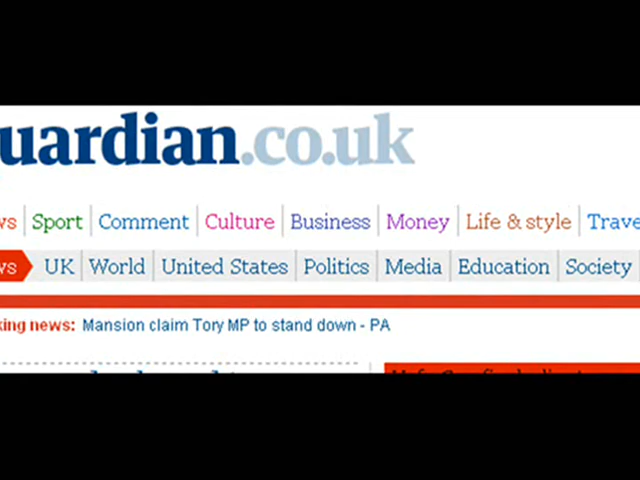 uardian.co.uk
ws Sport Comment Culture Business Money Life & style Trave
ws UK World United States Politics Media Education Society
king news: Mansion claim Tory MP to stand down - PA